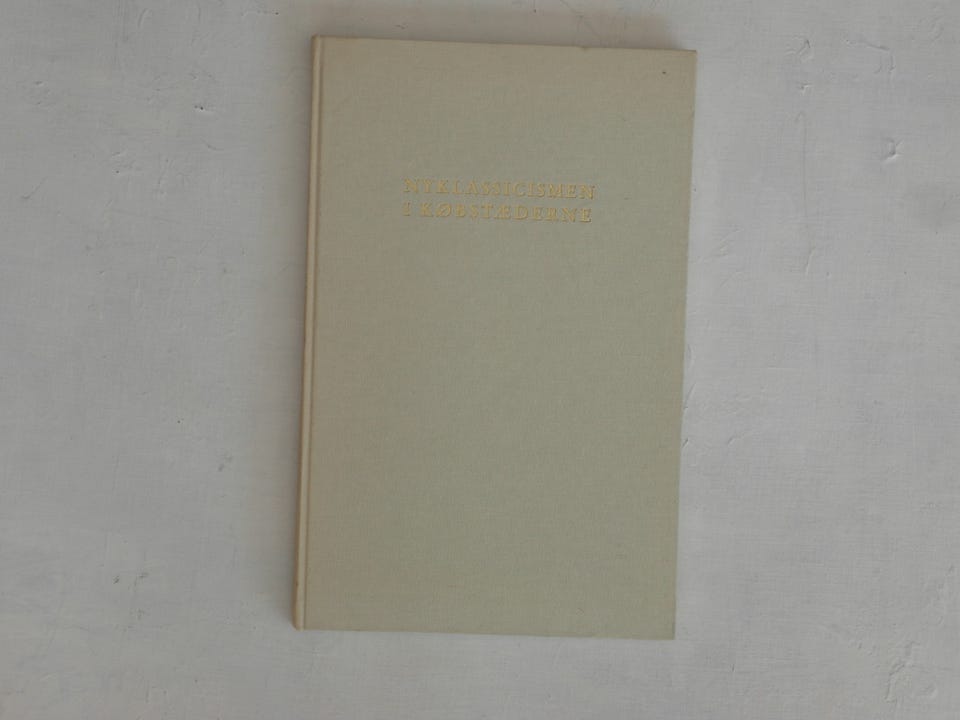 NYKLASSICISMEN
I KØBSTÆDERNE